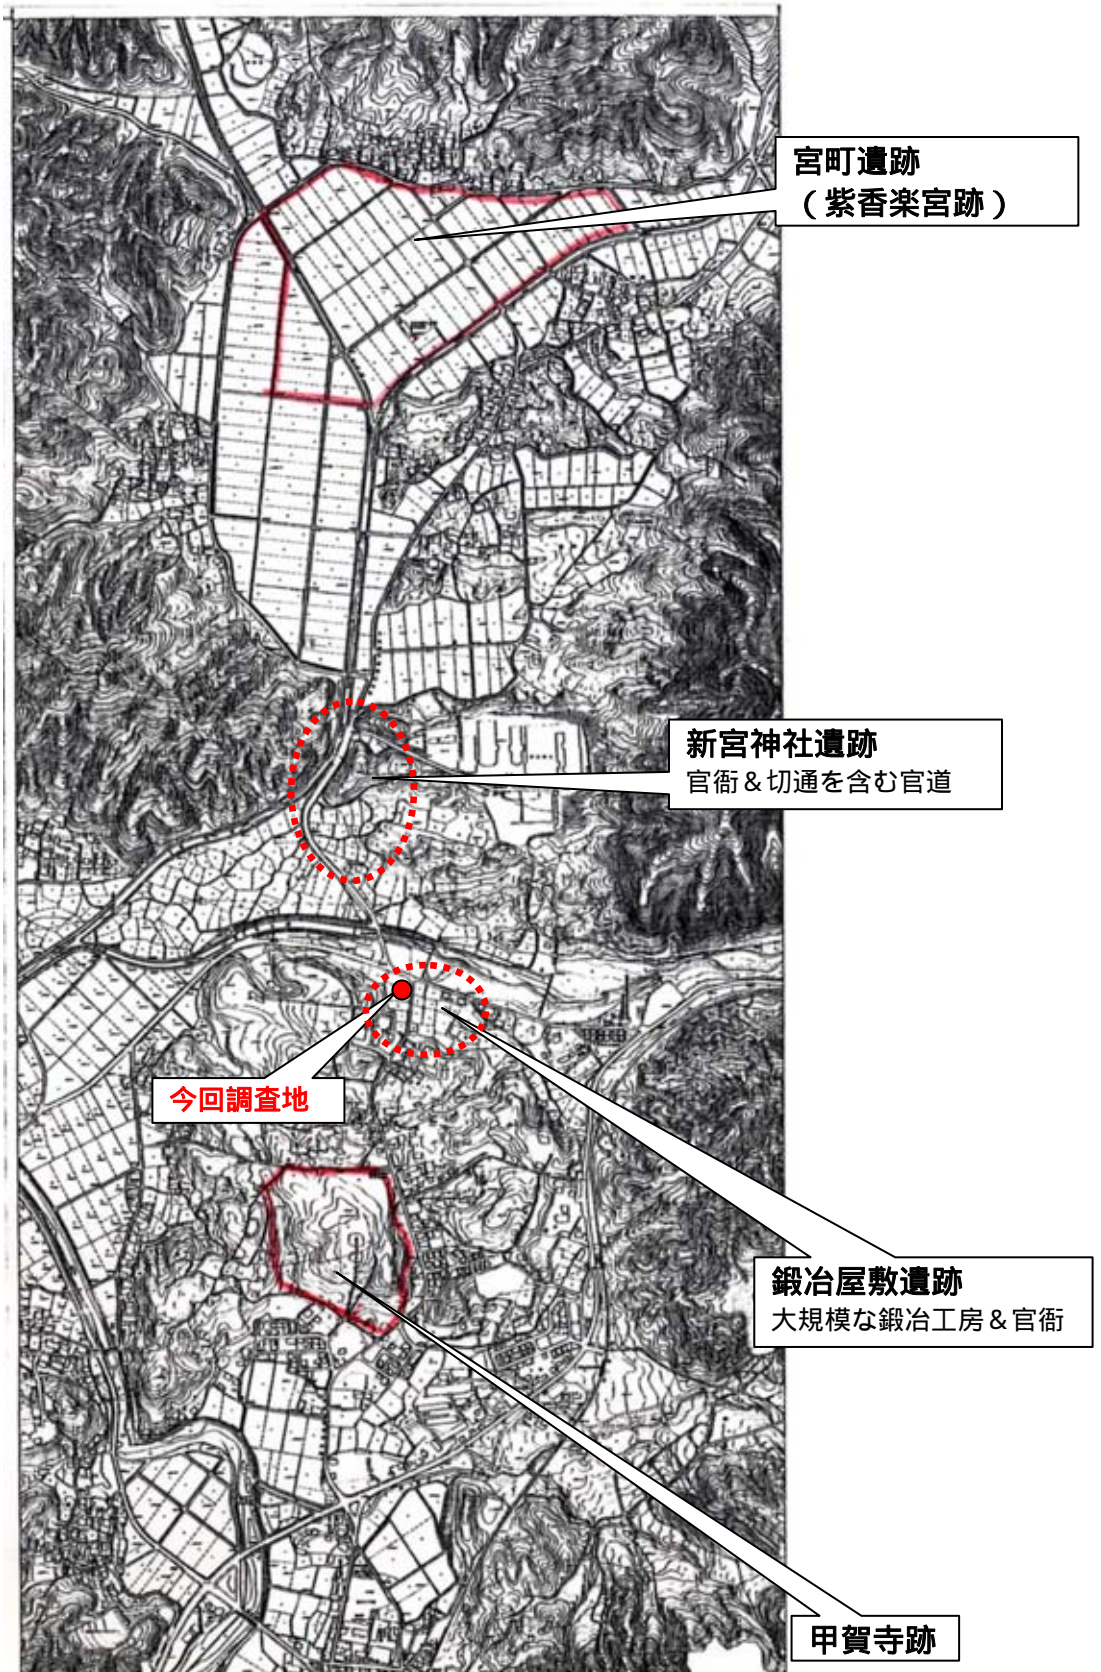 宮町遺跡
（紫香楽宮跡）
新宮神社遺跡
官衙＆切通を含む官道
今回調査地
鍛冶屋敷遺跡
大規模な鍛冶工房＆官衙
甲賀寺跡